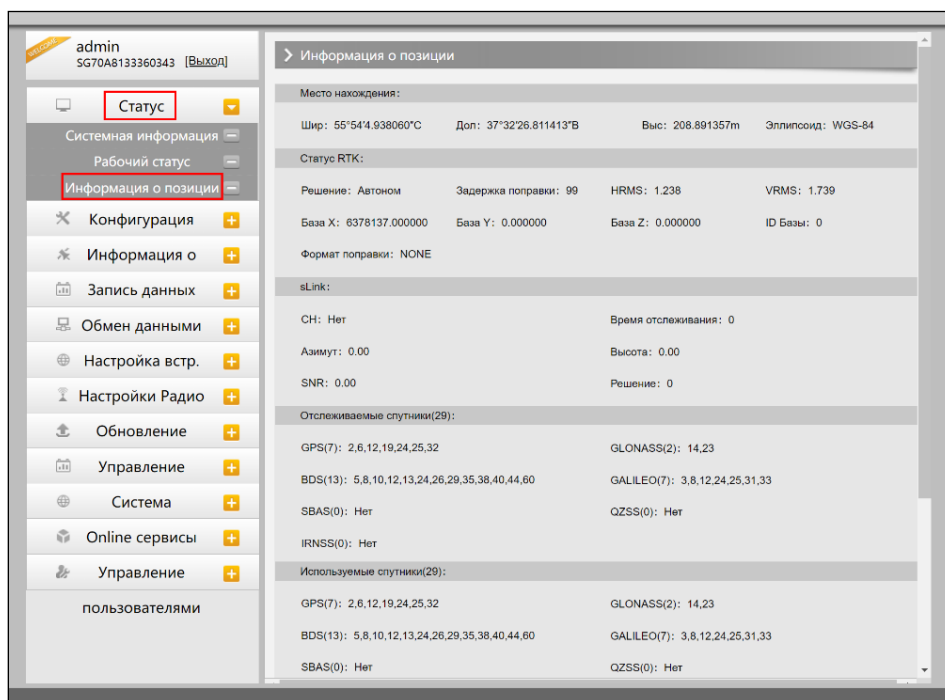 WELCOME
admin
SG70A8133360343 [Выход]
Статус
Системная информация
Рабочий статус
Информация о позиции
Конфигурация
Информация о
Запись данных
Обмен данными
Настройка встр.
Настройки Радио
Обновление
Управление
Система
Online сервисы
Управление
пользователями
Информация о позиции
Место нахождения:
Шир: 55°54'4.938060"С Дол: 37°32'26.811413"В Выс: 208.891357m Эллипсоид: WGS-84
Статус RTK:
Решение: Автоном Задержка поправки: 99 HRMS: 1.238 VRMS: 1.739
База X: 6378137.000000 База Y: 0.000000 База Z: 0.000000 ID Базы: 0
Формат поправки: NONE
sLink:
CH: Нет Время отслеживания: 0
Азимут: 0.00 Высота: 0.00
SNR: 0.00 Решение: 0
Отслеживаемые спутники(29):
GPS(7): 2,6,12,19,24,25,32 GLONASS(2): 14,23
BDS(13): 5,8,10,12,13,24,26,29,35,38,40,44,60 GALILEO(7): 3,8,12,24,25,31,33
SBAS(0): Нет QZSS(0): Нет
IRNSS(0): Нет
Используемые спутники(29):
GPS(7): 2,6,12,19,24,25,32 GLONASS(2): 14,23
BDS(13): 5,8,10,12,13,24,26,29,35,38,40,44,60 GALILEO(7): 3,8,12,24,25,31,33
SBAS(0): Нет QZSS(0): Нет